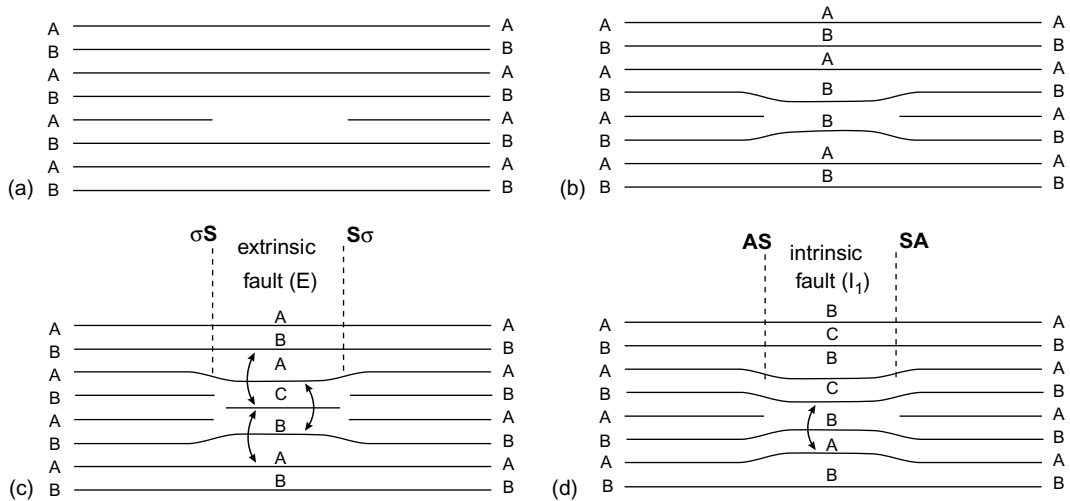 A A
B B
A A
B B
A A
B B
A A
(a) B B
A A A
B B B
A A A
B B B
A B A
B B
A A A
(b) B B B
σS Sσ
extrinsic
fault (E)
A A A
B B B
A A A
B C B
A A
B B B
A A A
(c) B B B
AS SA
intrinsic
fault (I₁)
A B A
B C B
A B A
B C B
A B A
B A B
A A
(d) B B B